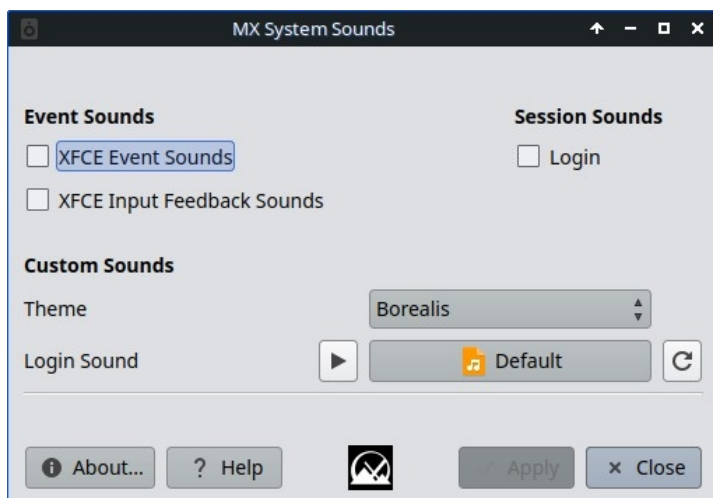 MX System Sounds
Event Sounds
Session Sounds
XFCE Event Sounds
Login
XFCE Input Feedback Sounds
Custom Sounds
Theme
Borealis
Login Sound
Default
About...
? Help
Apply
Close